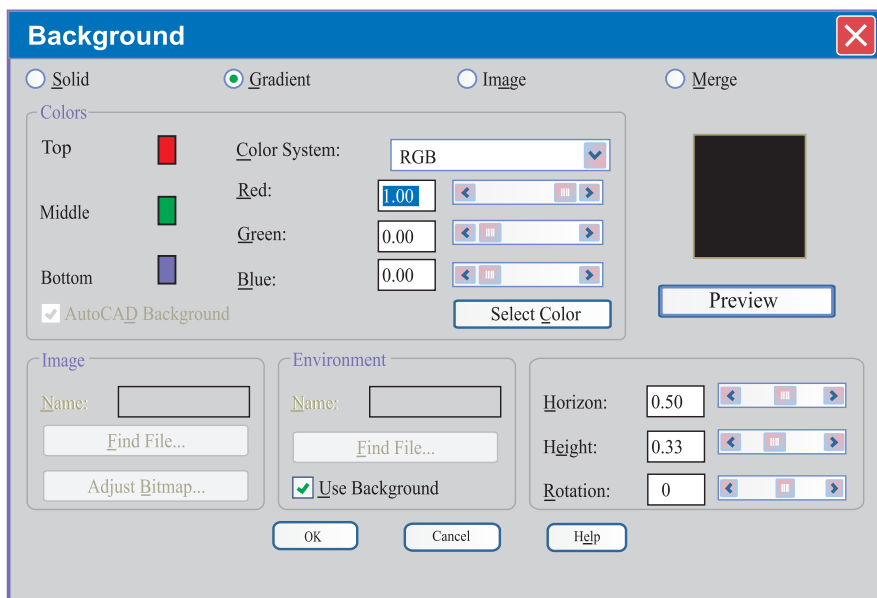 Background
Solid Gradient Image Merge
Colors
Top Color System: RGB
Red: 1.00
Middle
Green: 0.00
Bottom Blue: 0.00
AutoCAD Background Select Color
Preview
Image
Name:
Find File...
Adjust Bitmap...
Environment
Name:
Find File...
Use Background
Horizon: 0.50
Height: 0.33
Rotation: 0
OK Cancel Help